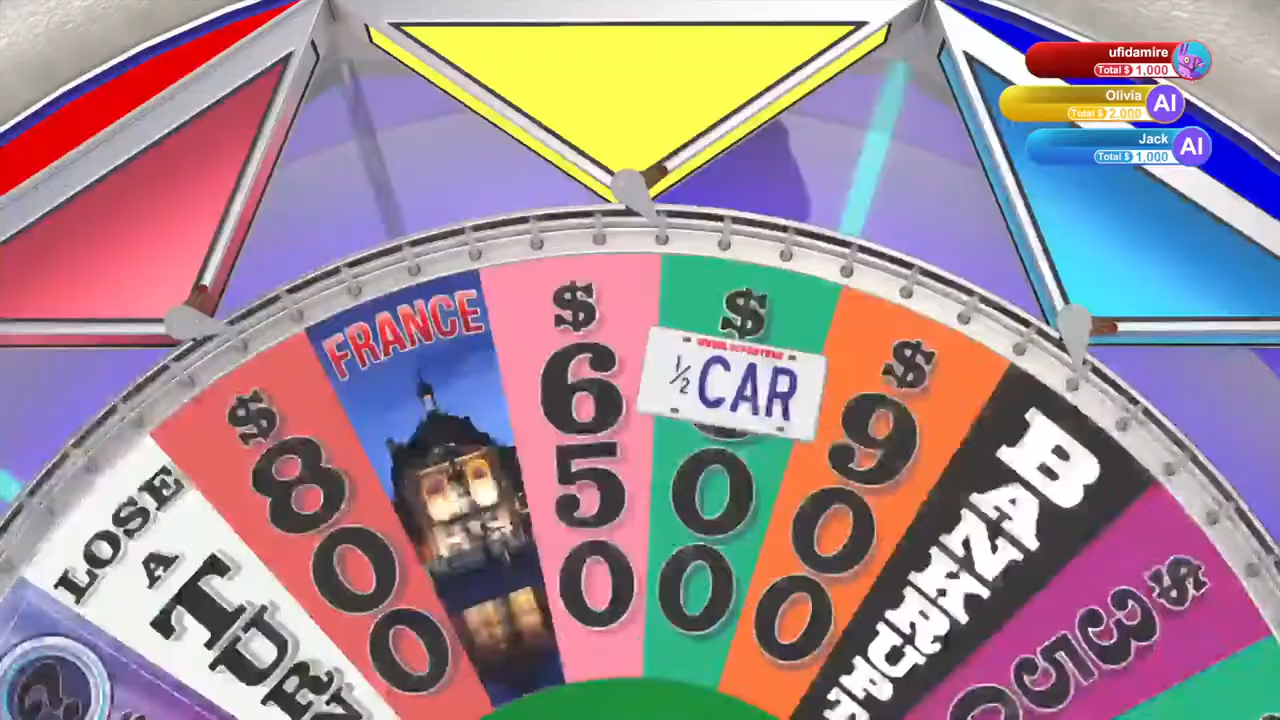 ufidamire
Total $ 1,000
Olivia
AI
Total $ 2,000
Jack
AI
Total $ 1,000
LOSE
A
TURN
$
800
FRANCE
$
650
$
½ CAR
00
$
900
BANKRUPT
$
350